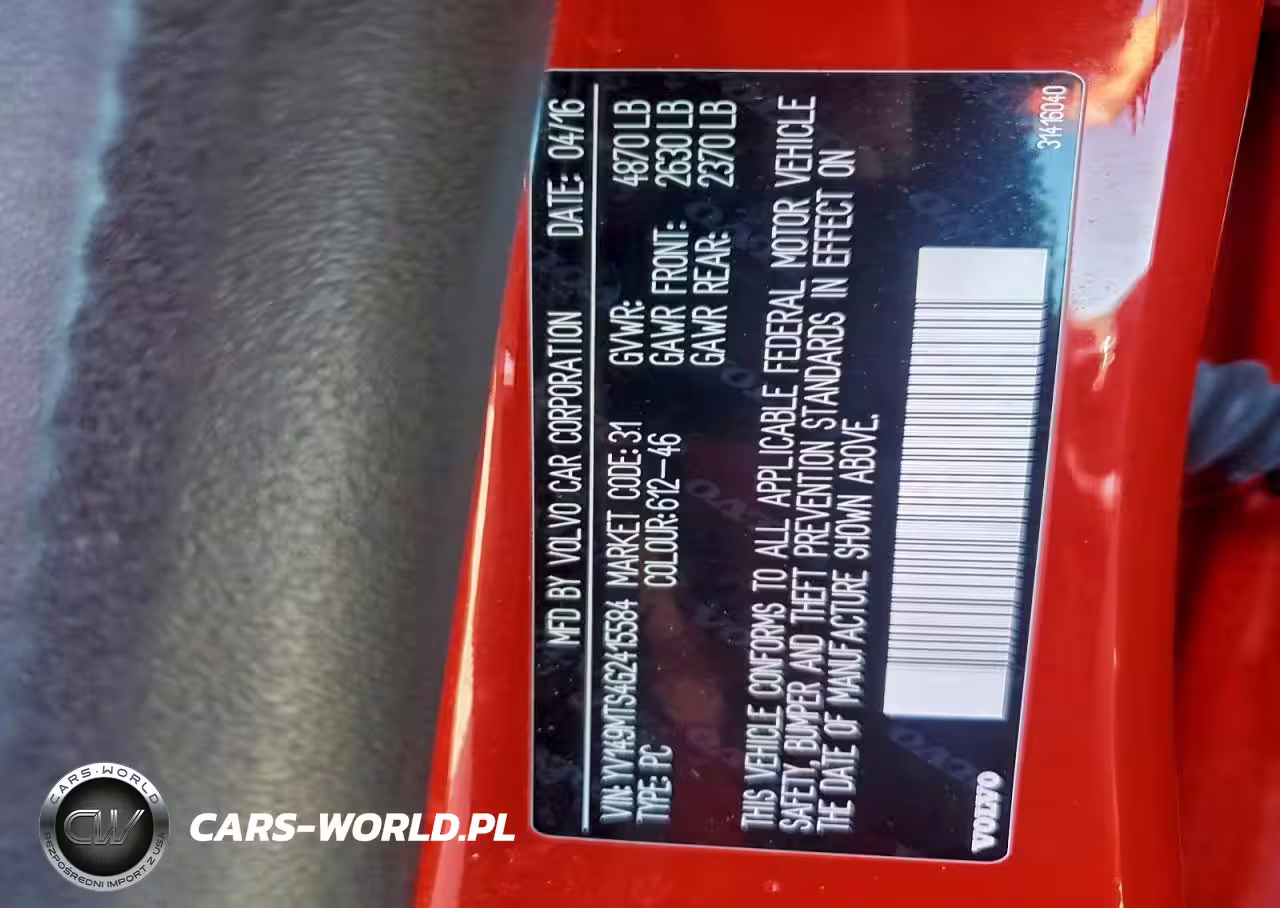 MFD BY VOLVO CAR CORPORATION DATE: 04/16
VIN: YV149MTS4G2415584 MARKET CODE: 31 GVWR: 4870 LB
TYPE: PC COLOUR: 612-46 GAWR FRONT: 2630 LB
GAWR REAR: 2370 LB
THIS VEHICLE CONFORMS TO ALL APPLICABLE FEDERAL MOTOR VEHICLE
SAFETY, BUMPER AND THEFT PREVENTION STANDARDS IN EFFECT ON
THE DATE OF MANUFACTURE SHOWN ABOVE.
VOLVO
31416040
CARS-WORLD
CW
BEZPOŚREDNI IMPORT Z USA
CARS-WORLD.PL